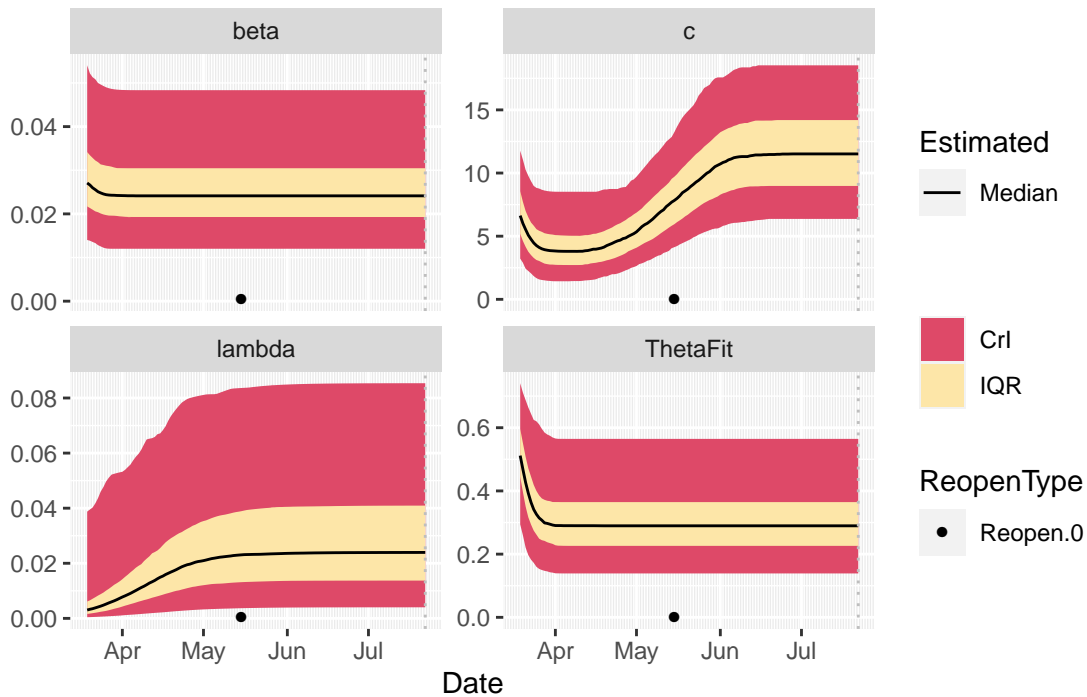 beta
c
0.04
0.02
0.00
15
10
5
0
lambda
ThetaFit
0.08
0.06
0.04
0.02
0.00
0.6
0.4
0.2
0.0
Apr May Jun Jul
Apr May Jun Jul
Date
Estimated
Median
CrI
IQR
ReopenType
Reopen.0